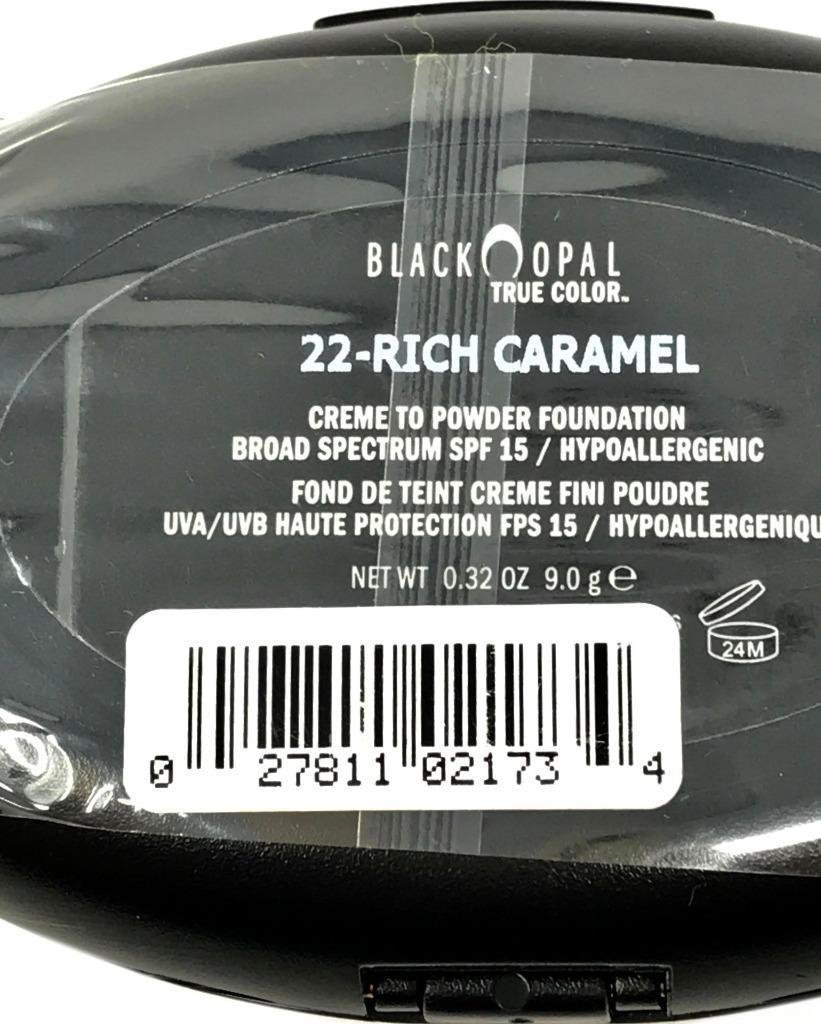 BLACK OPAL
TRUE COLOR™
22-RICH CARAMEL
CREME TO POWDER FOUNDATION
BROAD SPECTRUM SPF 15 / HYPOALLERGENIC
FOND DE TEINT CREME FINI POUDRE
UVA/UVB HAUTE PROTECTION FPS 15 / HYPOALLERGENIQU
NET WT 0.32 OZ 9.0 g ℮
24M
0 27811 02173 4